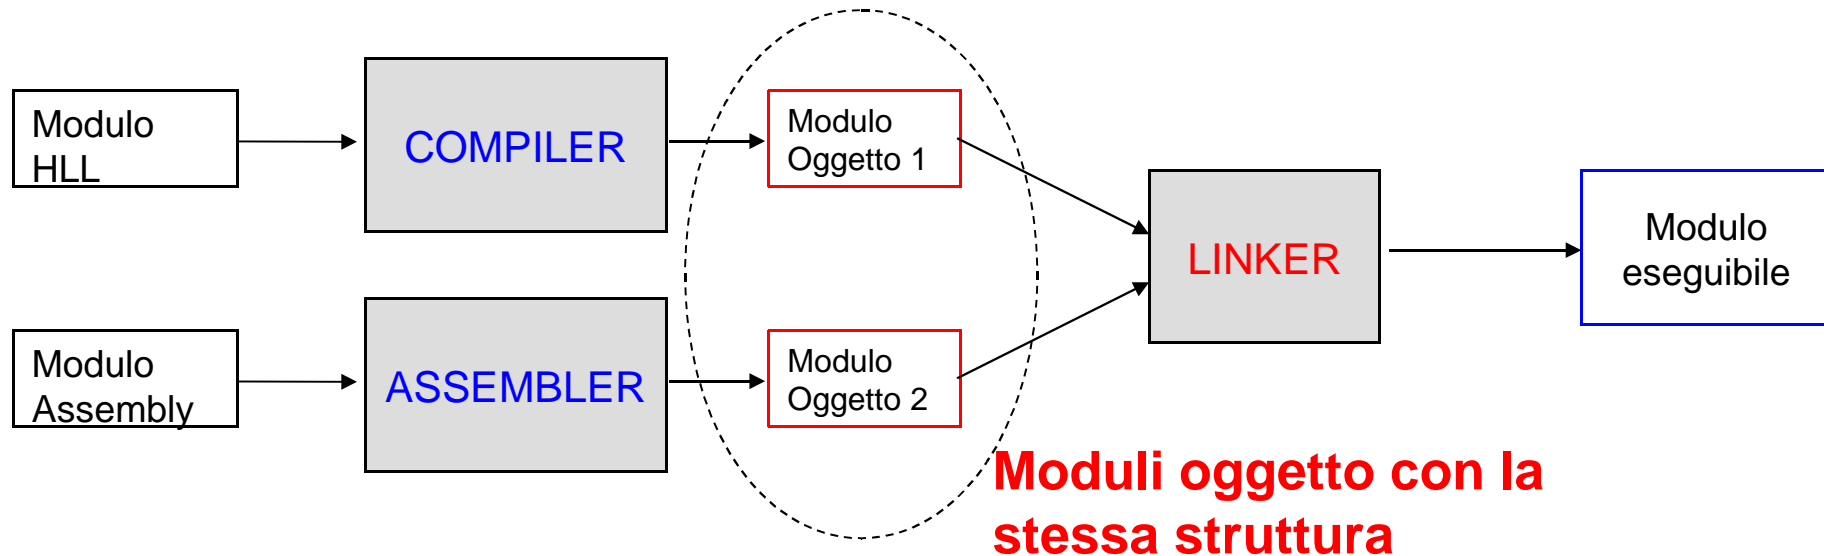 Modulo
HLL
COMPILER
Modulo
Oggetto 1
LINKER
Modulo
eseguibile
Modulo
Assembly
ASSEMBLER
Modulo
Oggetto 2
Moduli oggetto con la
stessa struttura